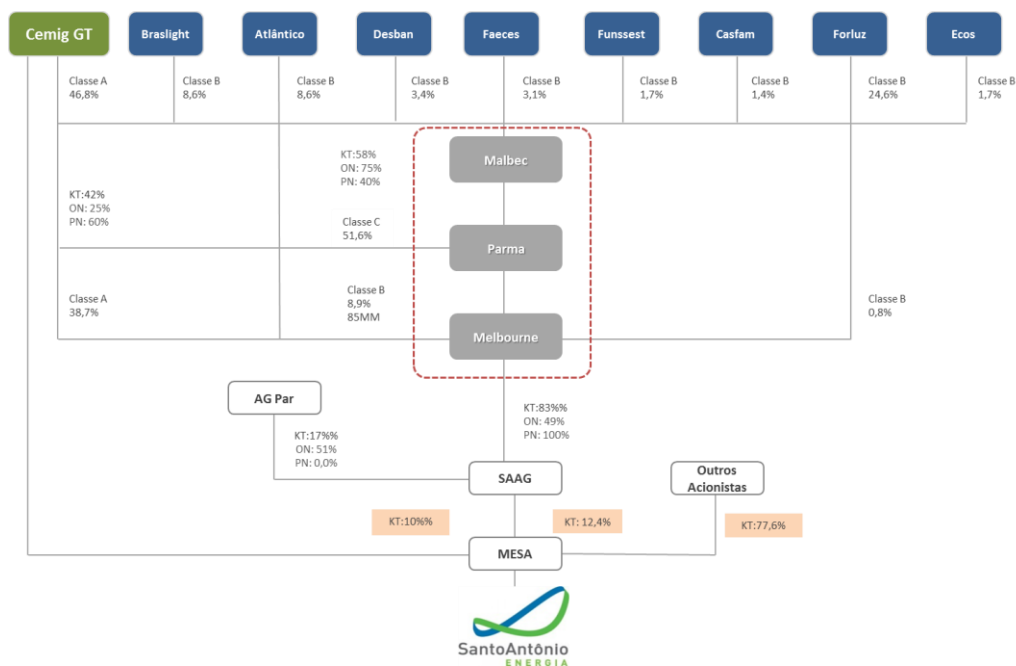 Cemig GT
Braslight
Atlântico
Desban
Faeces
Funssest
Casfam
Forluz
Ecos
Classe A
46,8%
Classe B
8,6%
Classe B
8,6%
Classe B
3,4%
Classe B
3,1%
Classe B
1,7%
Classe B
1,4%
Classe B
24,6%
Classe B
1,7%
KT:58%
ON: 75%
PN: 40%
Malbec
KT:42%
ON: 25%
PN: 60%
Classe C
51,6%
Parma
Classe A
38,7%
Classe B
8,9%
85MM
Classe B
0,8%
Melbourne
AG Par
KT:83%%
ON: 49%
PN: 100%
KT:17%%
ON: 51%
PN: 0,0%
SAAG
Outros
Acionistas
KT:10%%
KT: 12,4%
KT:77,6%
MESA
SantoAntônio
ENERGIA